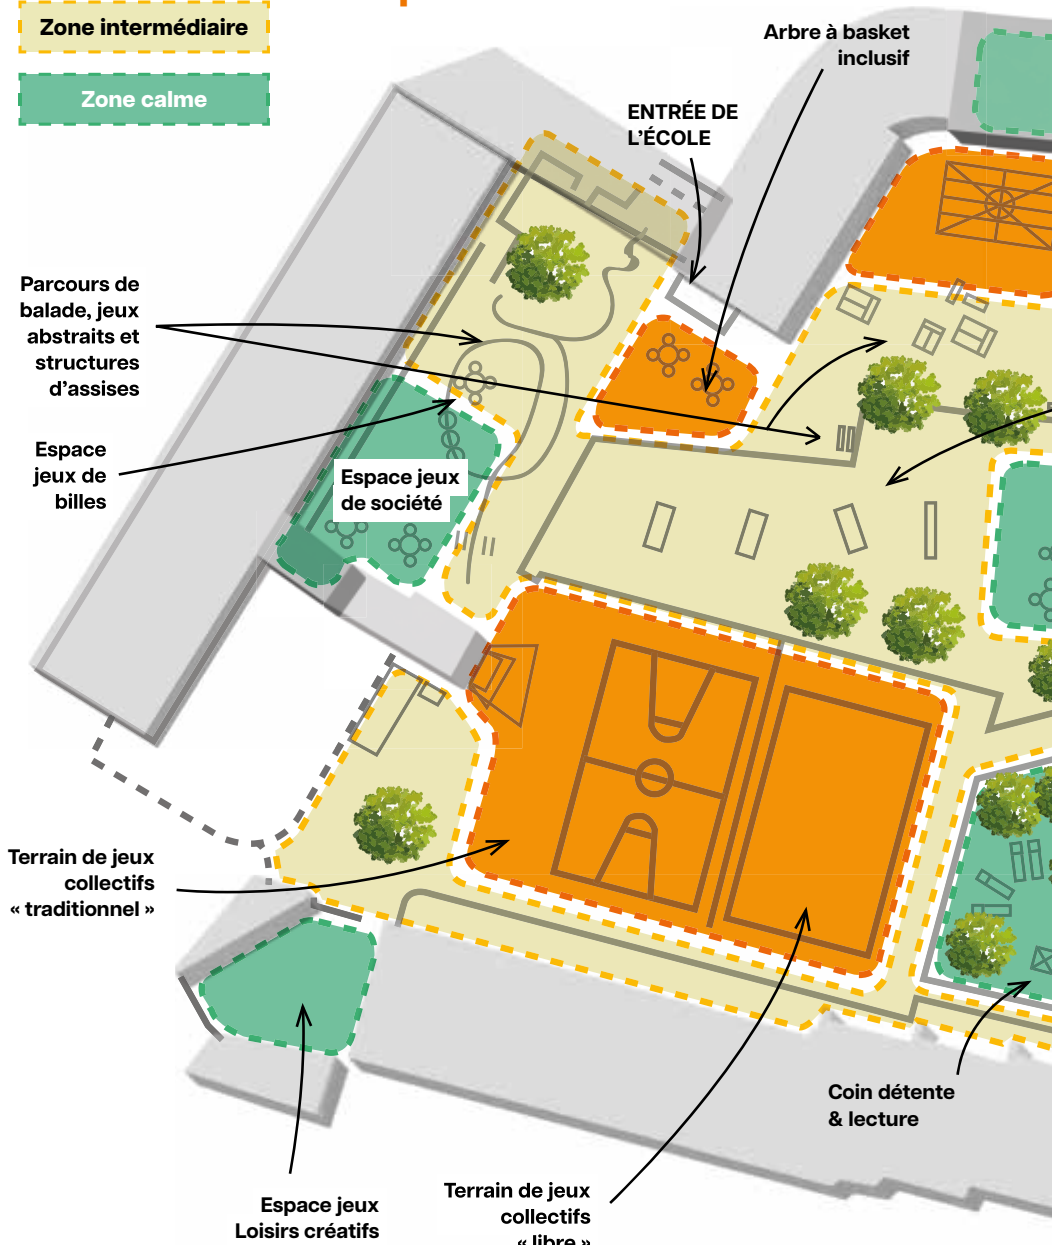 Zone intermédiaire
Zone calme
Arbre à basket
inclusif
ENTRÉE DE
L’ÉCOLE
Parcours de
balade, jeux
abstraits et
structures
d’assises
Espace
jeux de
billes
Espace jeux
de société
Terrain de jeux
collectifs
« traditionnel »
Coin détente
& lecture
Espace jeux
Loisirs créatifs
Terrain de jeux
collectifs
« libre »